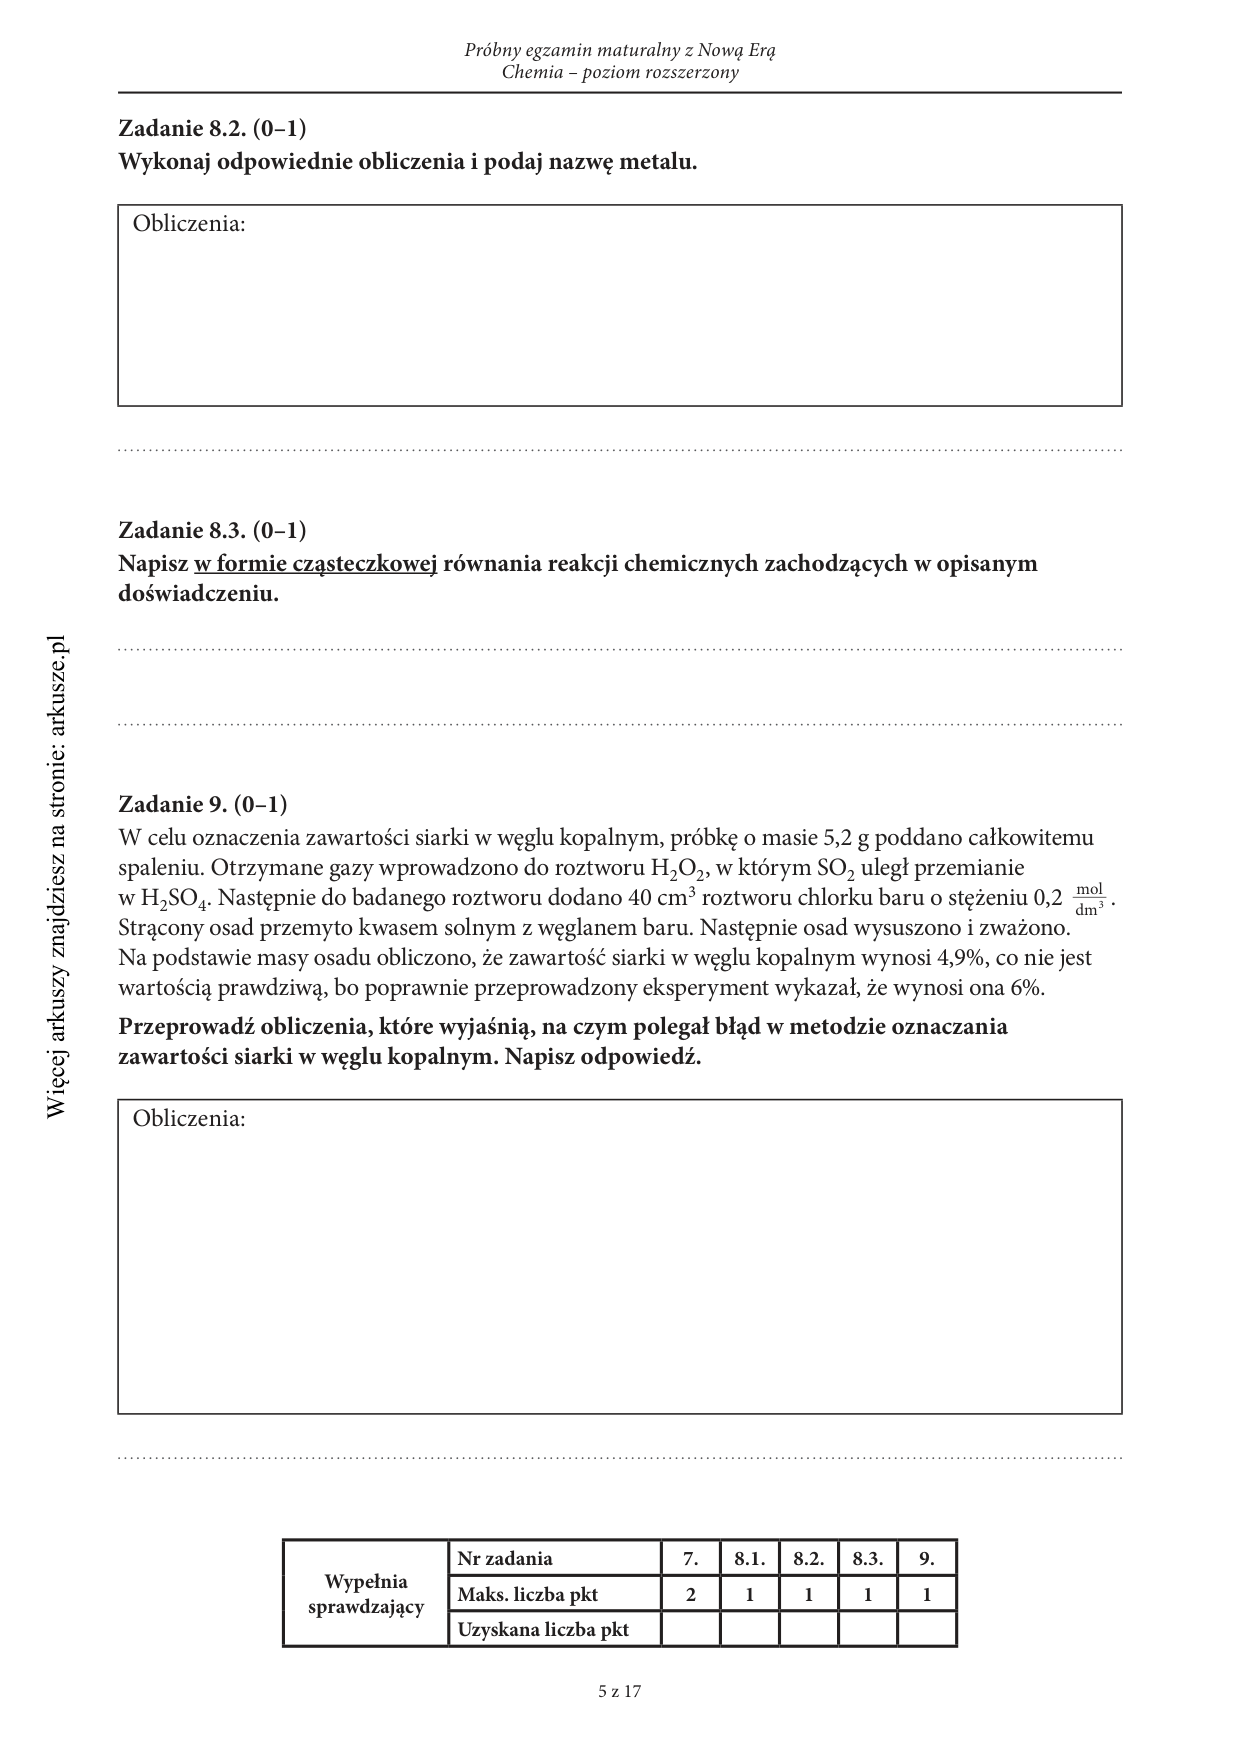 Próbny egzamin maturalny z Nową Erą
Chemia – poziom rozszerzony
Zadanie 8.2. (0–1)
Wykonaj odpowiednie obliczenia i podaj nazwę metalu.
Obliczenia:
Zadanie 8.3. (0–1)
Napisz w formie cząsteczkowej równania reakcji chemicznych zachodzących w opisanym
doświadczeniu.
Zadanie 9. (0–1)
W celu oznaczenia zawartości siarki w węglu kopalnym, próbkę o masie 5,2 g poddano całkowitemu
spaleniu. Otrzymane gazy wprowadzono do roztworu H₂O₂, w którym SO₂ uległ przemianie
w H₂SO₄. Następnie do badanego roztworu dodano 40 cm³ roztworu chlorku baru o stężeniu 0,2 mol/dm³.
Strącony osad przemyto kwasem solnym z węglanem baru. Następnie osad wysuszono i zważono.
Na podstawie masy osadu obliczono, że zawartość siarki w węglu kopalnym wynosi 4,9%, co nie jest
wartością prawdziwą, bo poprawnie przeprowadzony eksperyment wykazał, że wynosi ona 6%.
Przeprowadź obliczenia, które wyjaśnią, na czym polegał błąd w metodzie oznaczania
zawartości siarki w węglu kopalnym. Napisz odpowiedź.
Obliczenia:
Wypełnia
sprawdzający
Nr zadania 7. 8.1. 8.2. 8.3. 9.
Maks. liczba pkt 2 1 1 1 1
Uzyskana liczba pkt
5 z 17
Więcej arkuszy znajdziesz na stronie: arkusze.pl